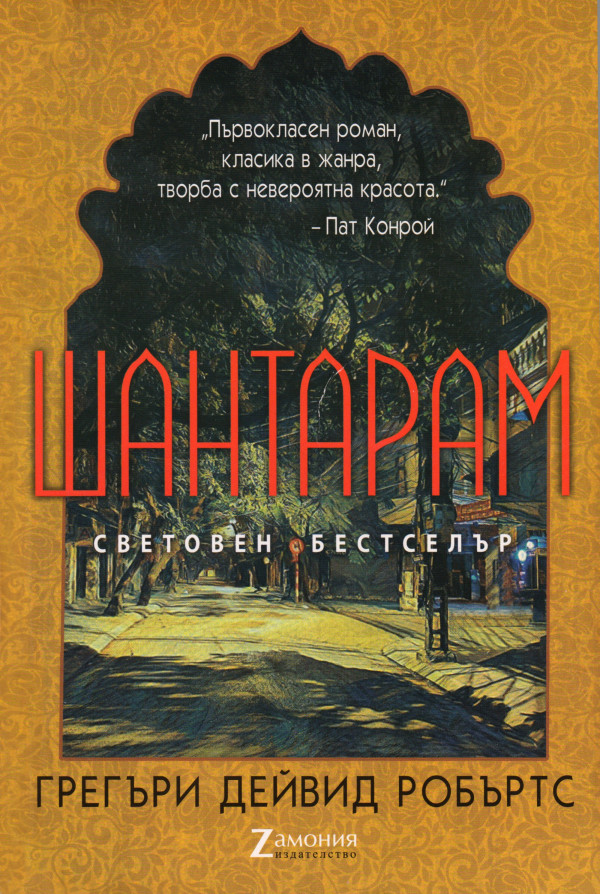 „Първокласен роман,
класика в жанра,
творба с невероятна красота.“
– Пат Конрой
ШАНТАРАМ
СВЕТОВЕН БЕСТСЕЛЪР
ГРЕГЪРИ ДЕЙВИД РОБЪРТС
Zамония
издателство